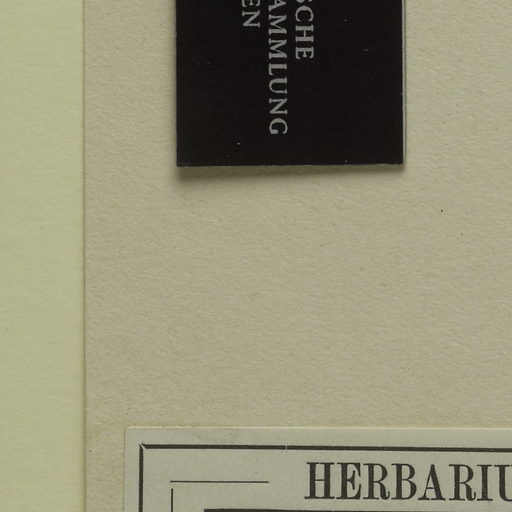 SCHE
AMMLUNG
EN
HERBARIU